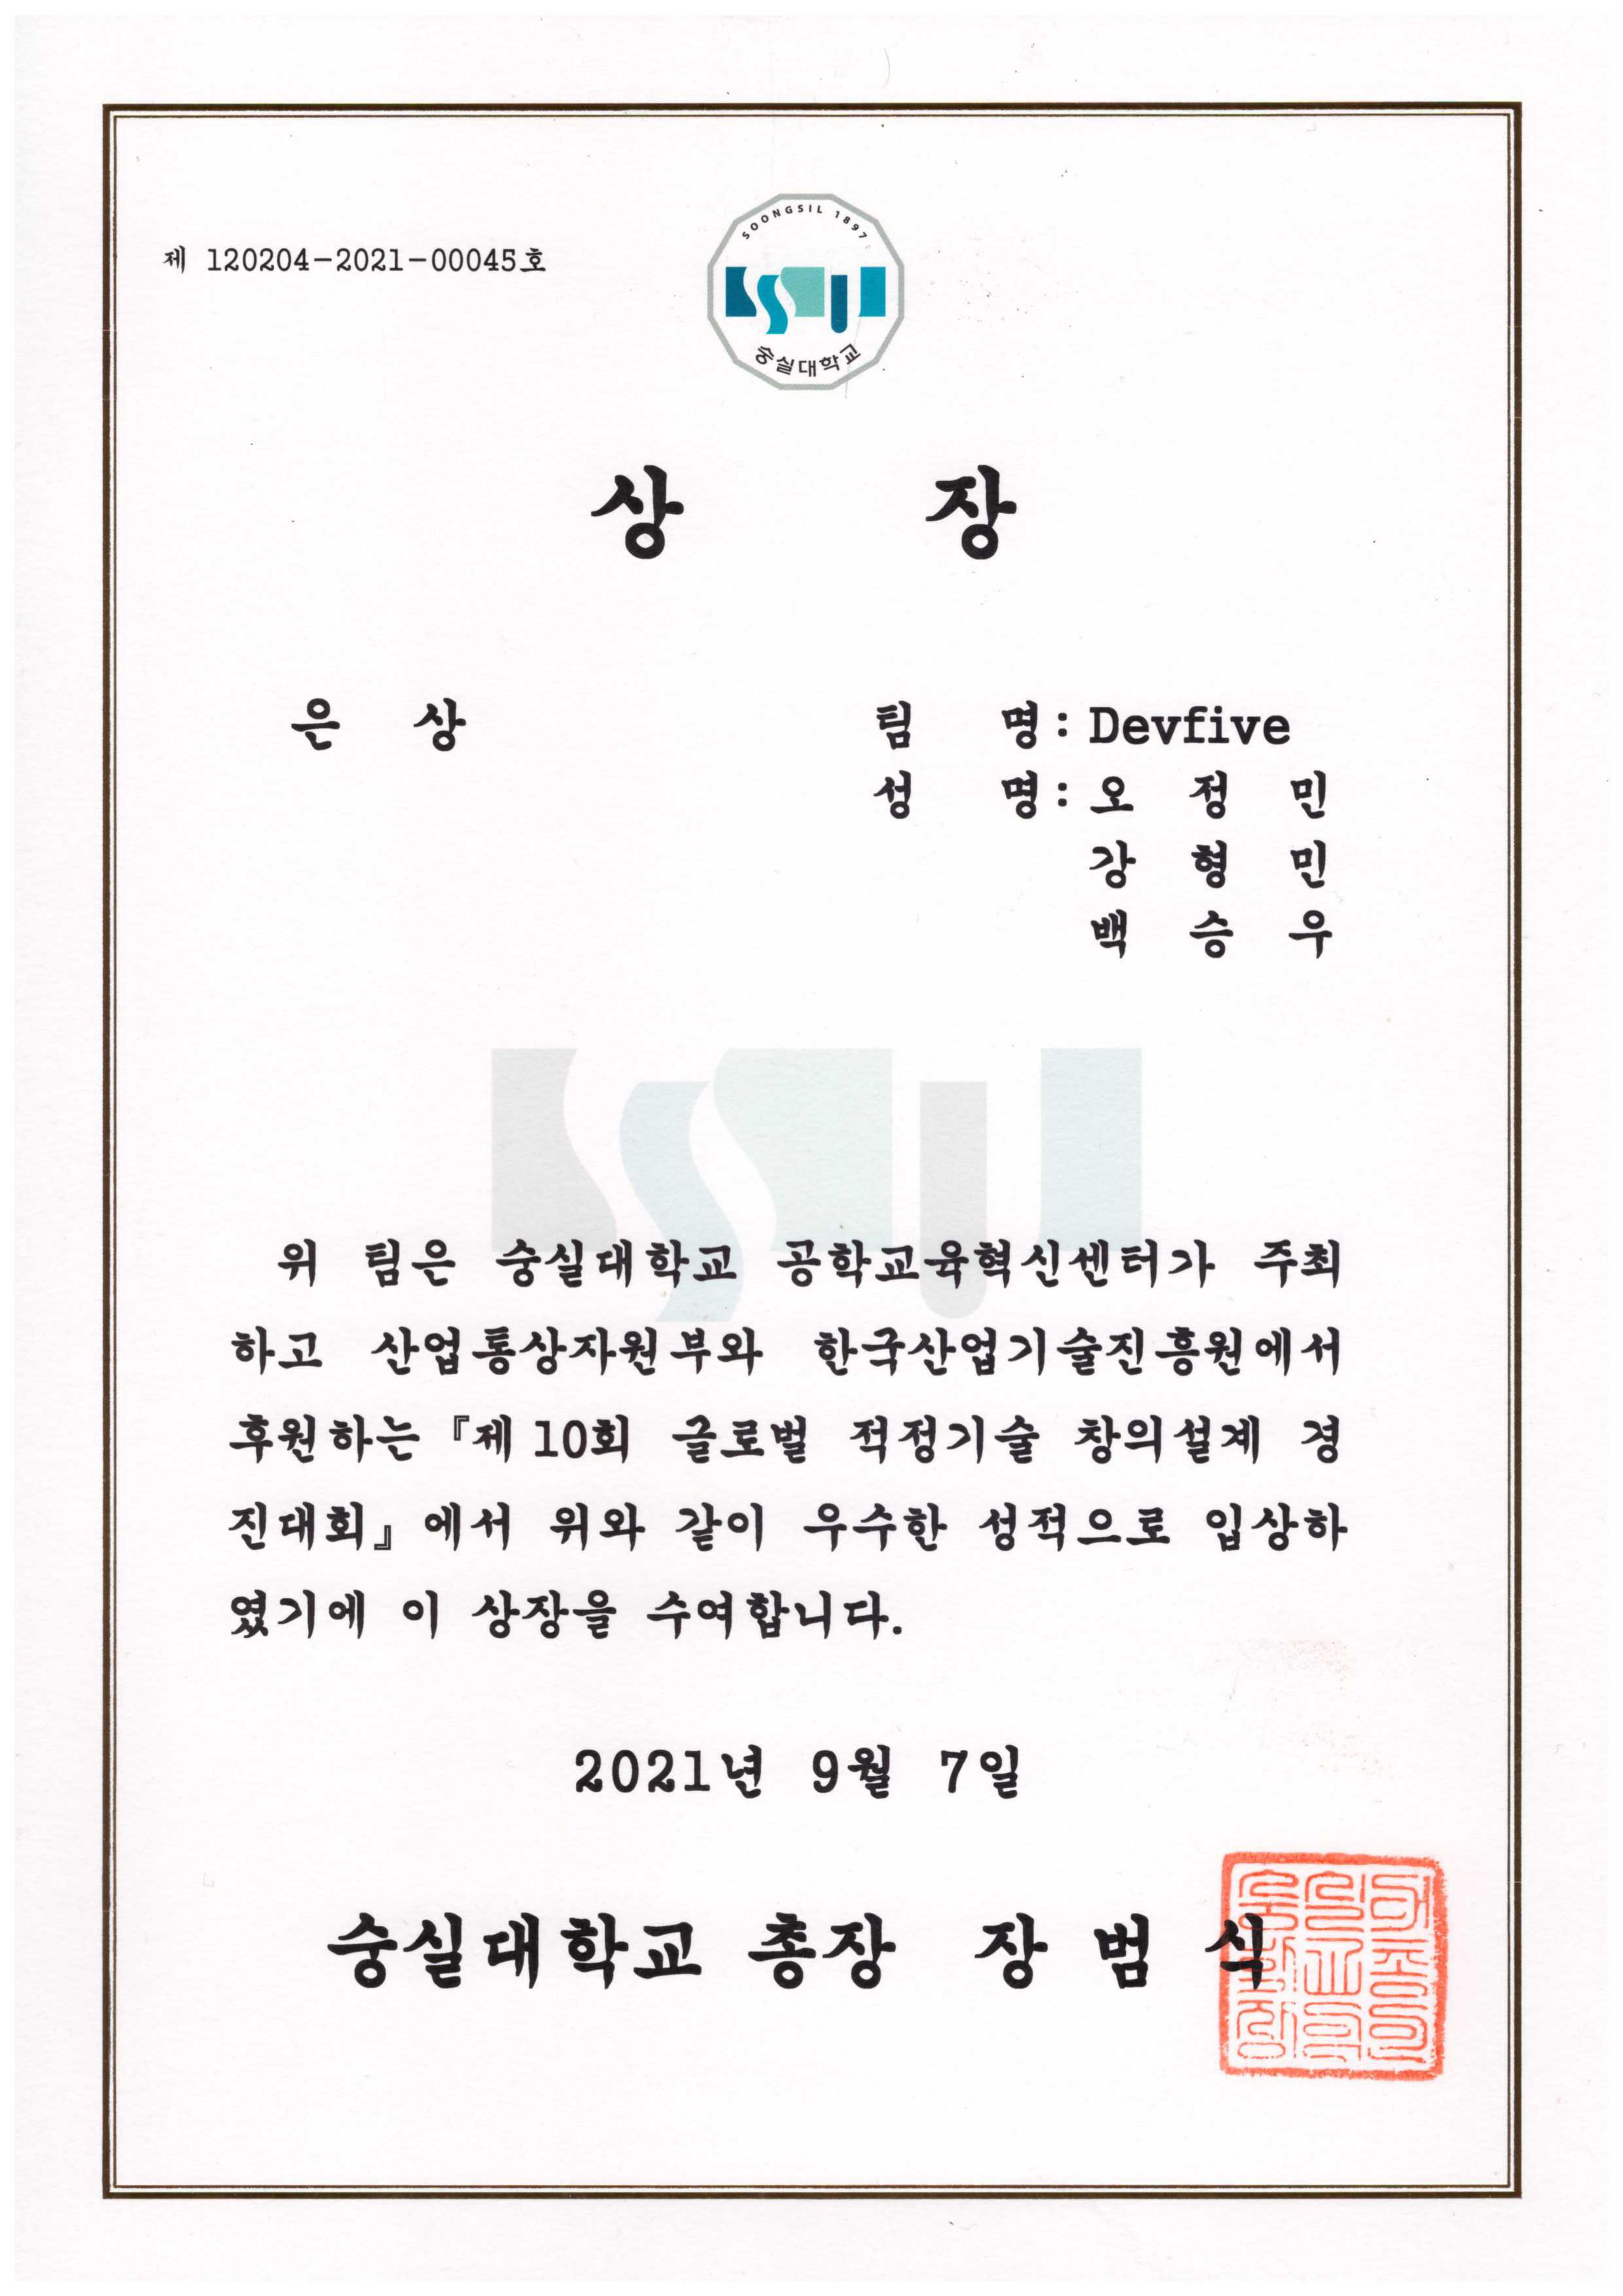 제 120204-2021-00045호
SOONGSIL 1897
숭실대학교
상 장
은 상
팀 명: Devfive
성 명: 오 정 민
강 형 민
백 승 우
위 팀은 숭실대학교 공학교육혁신센터가 주최
하고 산업통상자원부와 한국산업기술진흥원에서
후원하는『제10회 글로벌 적정기술 창의설계 경
진대회』에서 위와 같이 우수한 성적으로 입상하
였기에 이 상장을 수여합니다.
2021년 9월 7일
숭실대학교 총장 장 범 식